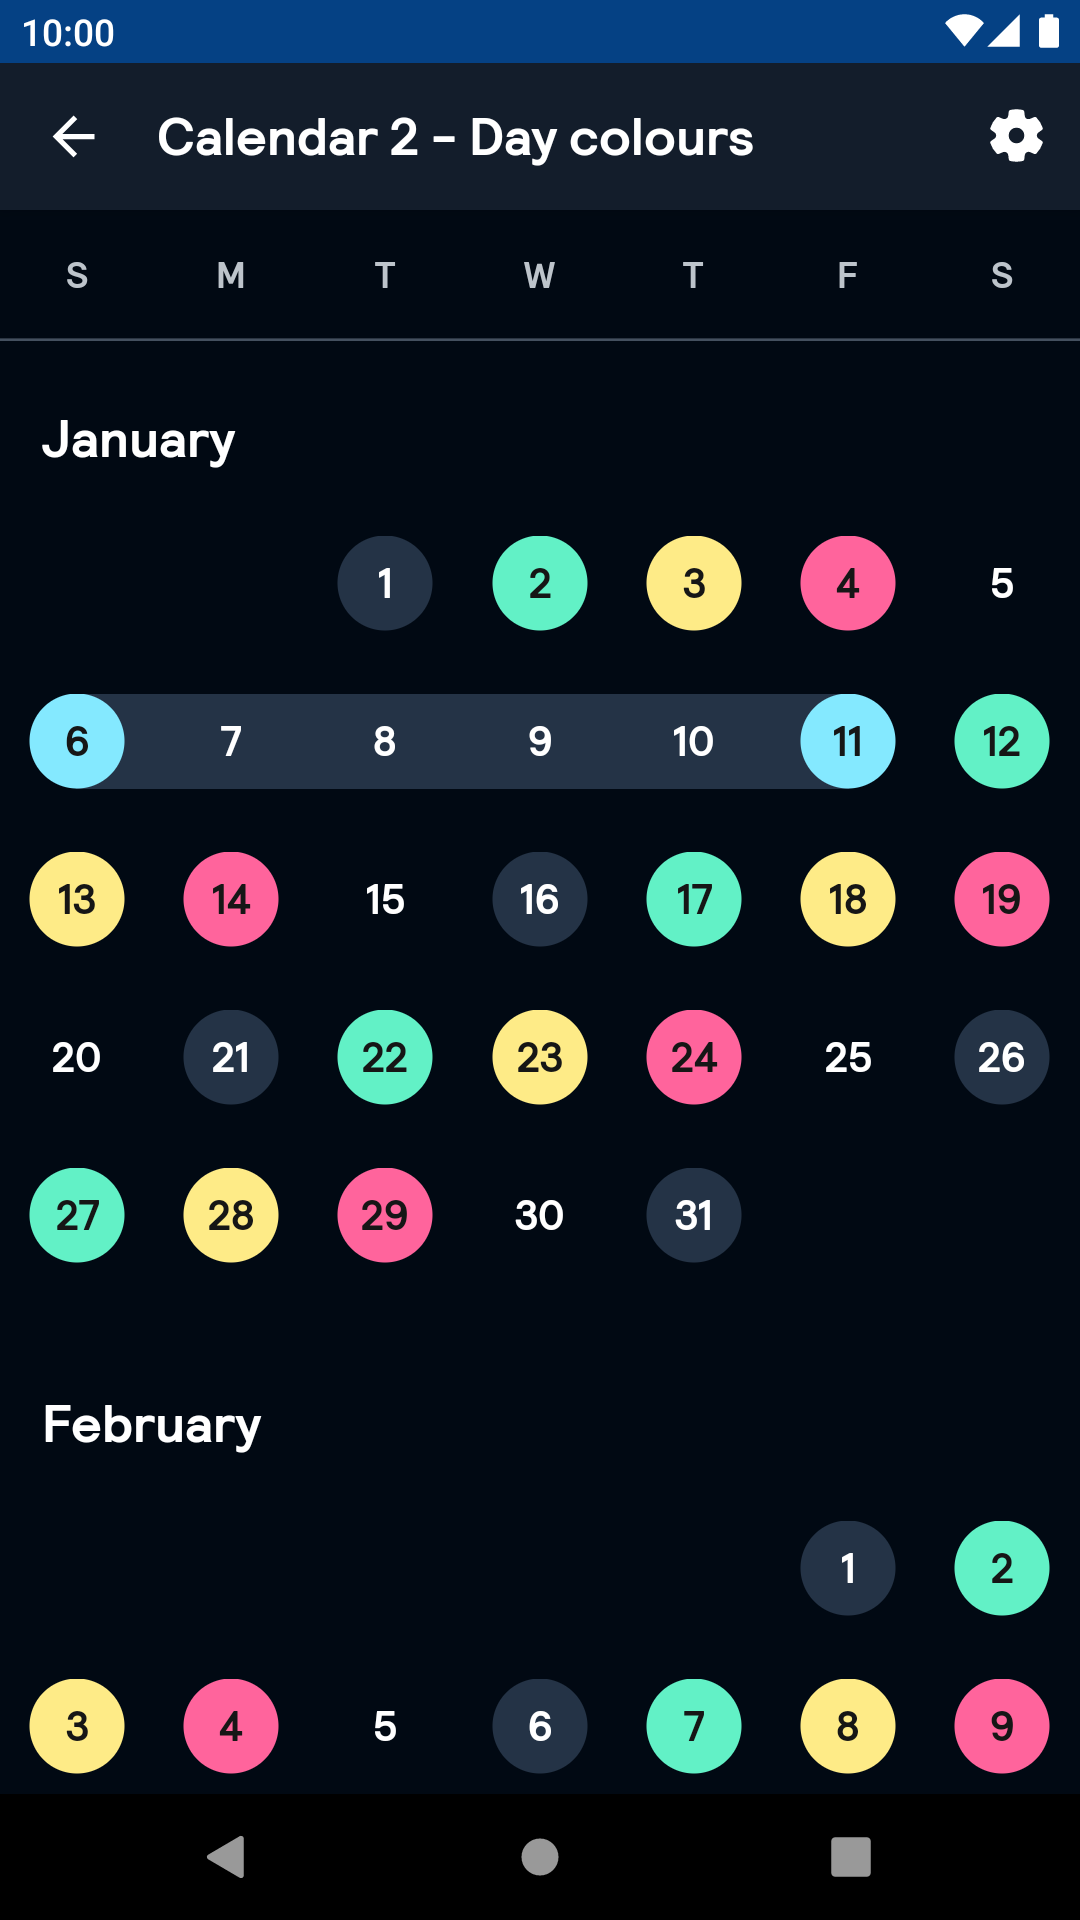 10:00
Calendar 2 - Day colours
S M T W T F S
January
1 2 3 4 5
6 7 8 9 10 11 12
13 14 15 16 17 18 19
20 21 22 23 24 25 26
27 28 29 30 31
February
1 2
3 4 5 6 7 8 9